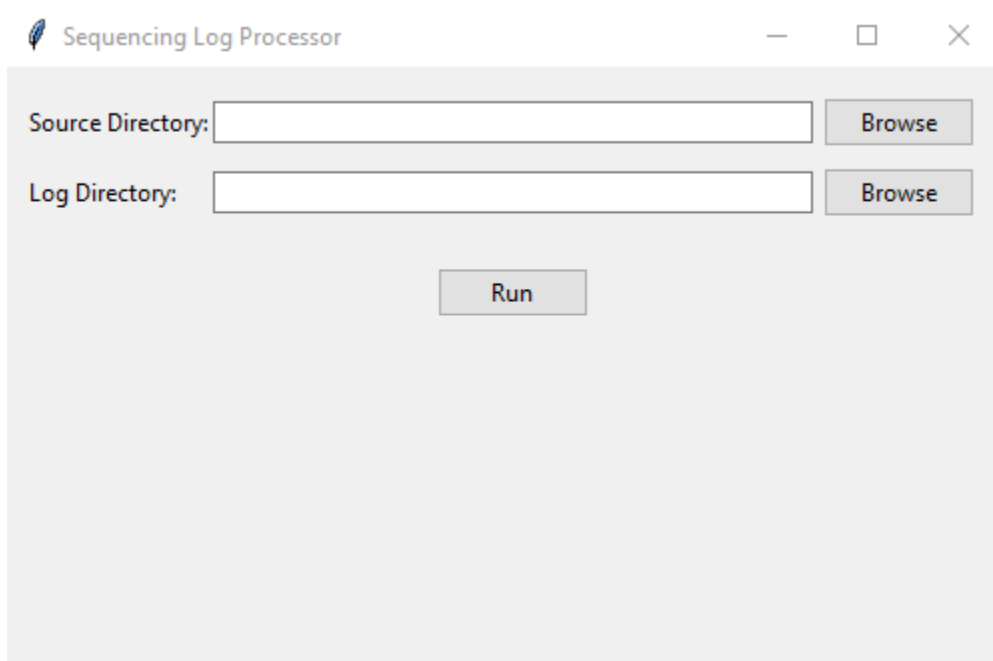 Sequencing Log Processor
Source Directory: Browse
Log Directory: Browse
Run